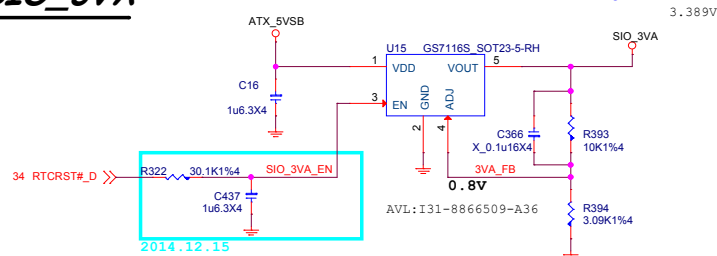 SIO_3VA
3.389V
ATX_5VSB
SIO_3VA
U15 GS7116S_SOT23-5-RH
1 VDD VOUT 5
C16
1u6.3X4
3 EN GND ADJ
2 4
C366
X_0.1u16X4
R393
10K1%4
34 RTCRST#_D R322 30.1K1%4 SIO_3VA_EN
3VA_FB
0.8V
C437
1u6.3X4
AVL:I31-8866509-A36
R394
3.09K1%4
2014.12.15